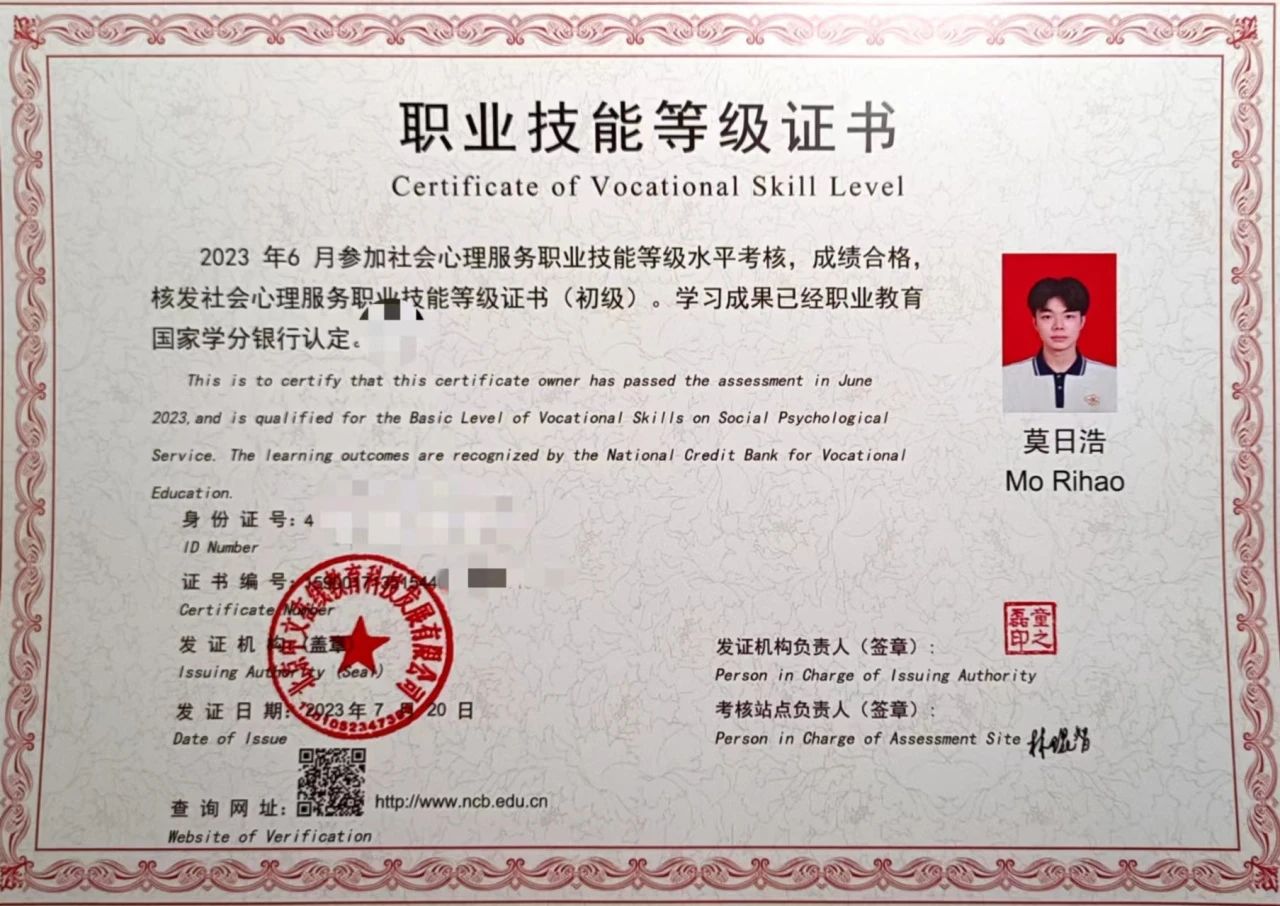 职业技能等级证书
Certificate of Vocational Skill Level
2023 年6 月参加社会心理服务职业技能等级水平考核，成绩合格，
核发社会心理服务职业技能等级证书（初级）。学习成果已经职业教育
国家学分银行认定。
This is to certify that this certificate owner has passed the assessment in June
2023,and is qualified for the Basic Level of Vocational Skills on Social Psychological
Service. The learning outcomes are recognized by the National Credit Bank for Vocational
Education.
莫日浩
Mo Rihao
身 份 证 号：4
ID Number
证 书 编 号：
Certificate Number
发 证 机 构（盖章）
Issuing Authority (Seal)
发 证 日 期：2023 年 7 月 20 日
Date of Issue
查 询 网 址：http://www.ncb.edu.cn
Website of Verification
发证机构负责人（签章）：
童之磊印
Person in Charge of Issuing Authority
考核站点负责人（签章）：
Person in Charge of Assessment Site